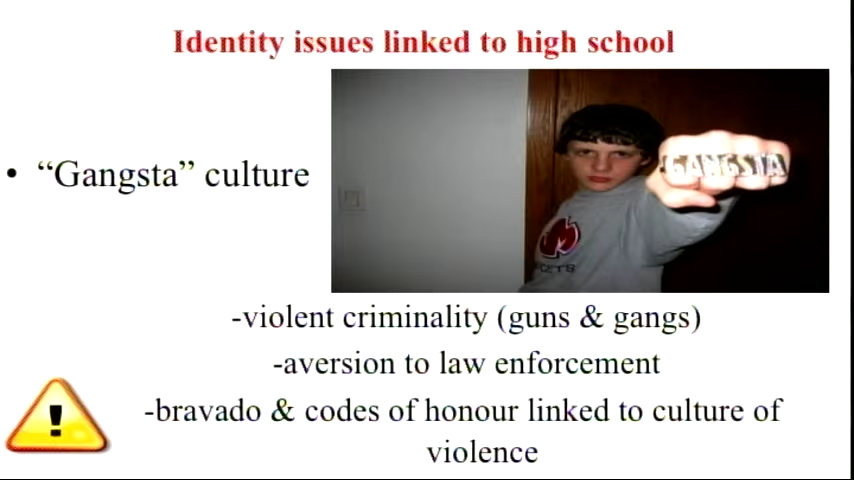 Identity issues linked to high school
• “Gangsta” culture
GANGSTA
-violent criminality (guns & gangs)
-aversion to law enforcement
-bravado & codes of honour linked to culture of
violence